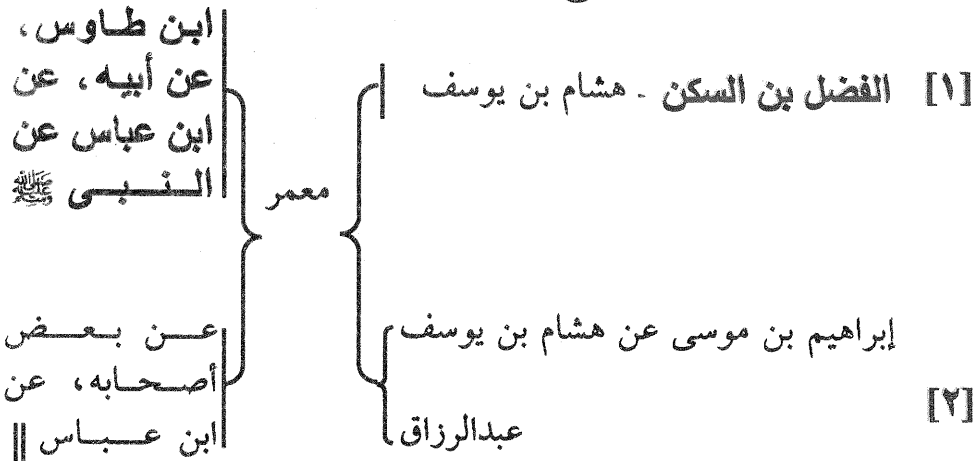 [١] الفضل بن السكن - هشام بن يوسف
معمر
ابن طاوس،
عن أبيه، عن
ابن عباس عن
النبي ﷺ
[٢]
إبراهيم بن موسى عن هشام بن يوسف
عبدالرزاق
عن بعض
أصحابه، عن
ابن عباس ||